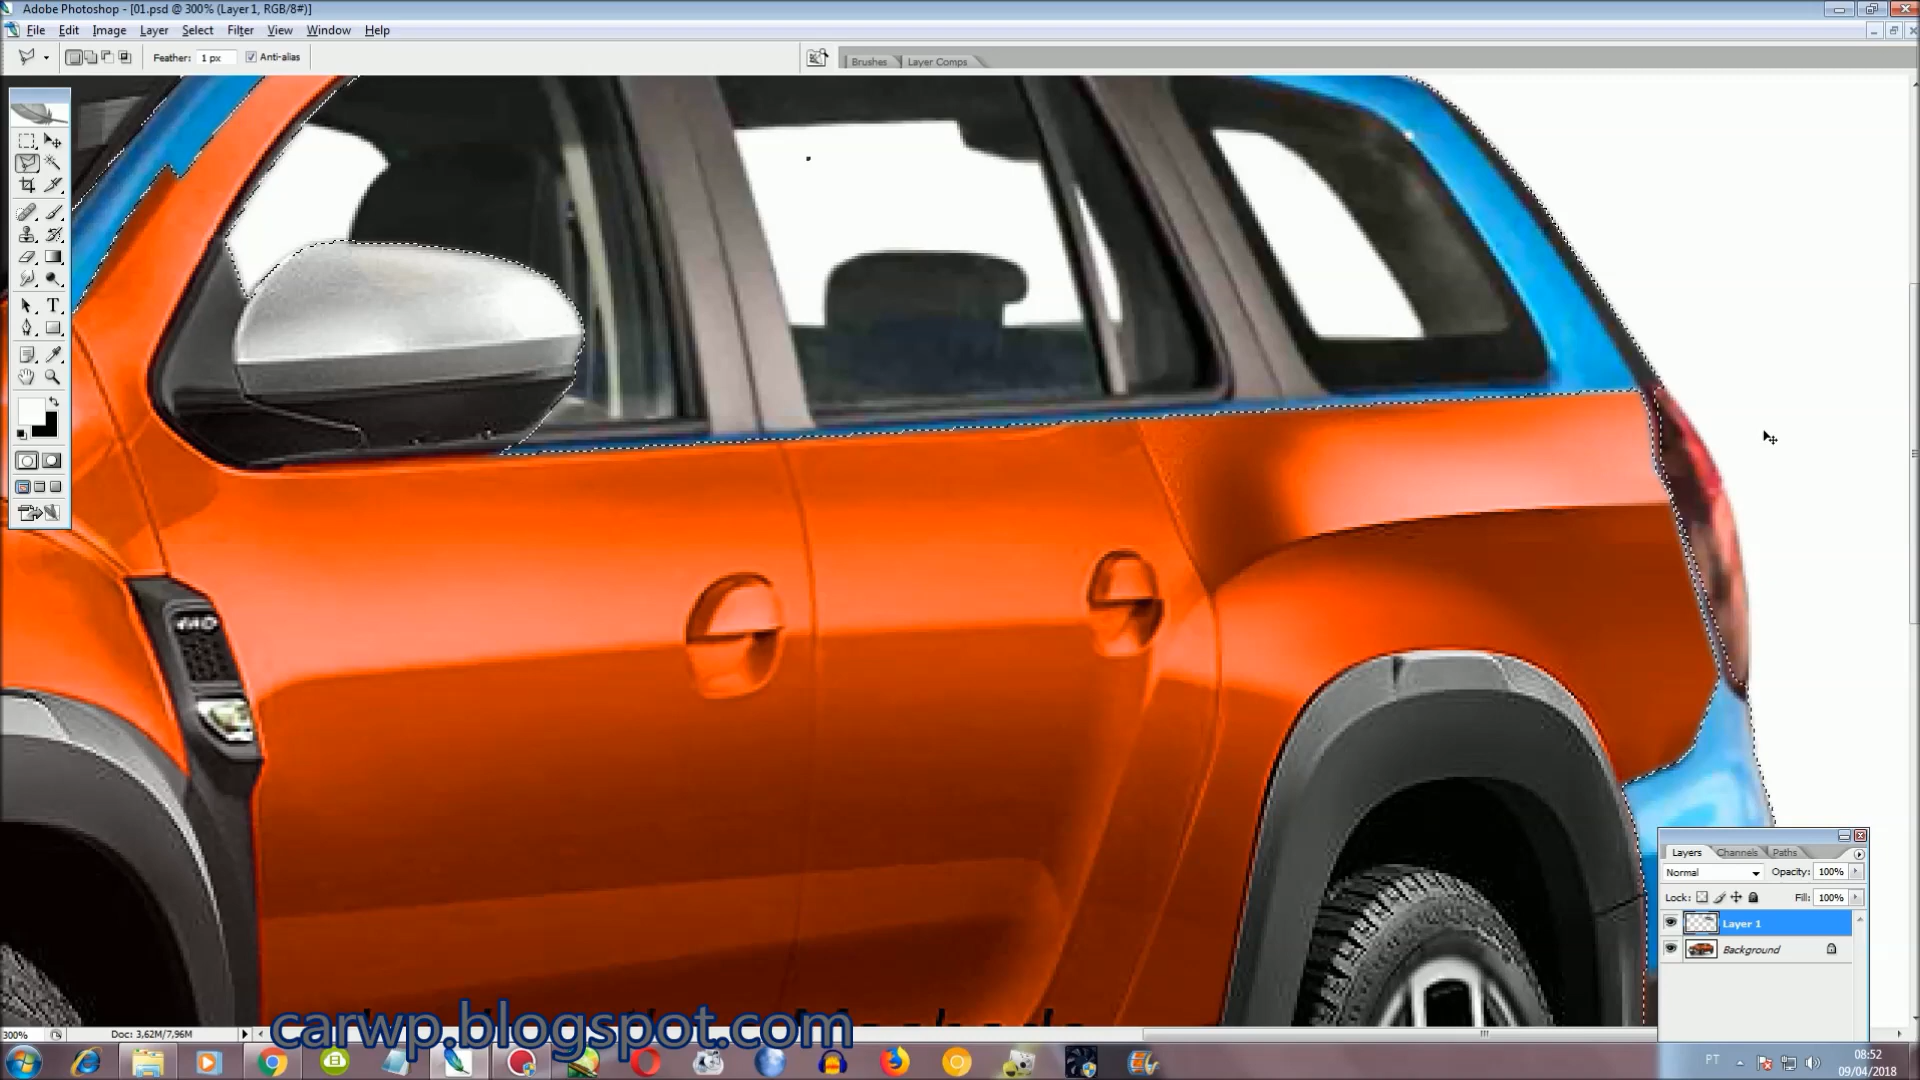 Adobe Photoshop - [01.psd @ 300% (Layer 1, RGB/8#)]
File Edit Image Layer Select Filter View Window Help
Feather: 1 px Anti-alias
Brushes Layer Comps
T
Layers Channels Paths
Normal Opacity: 100%
Lock: Fill: 100%
Layer 1
Background
300% Doc: 3,62M/7,96M
carwp.blogspot.com
PT 08:52
09/04/2018